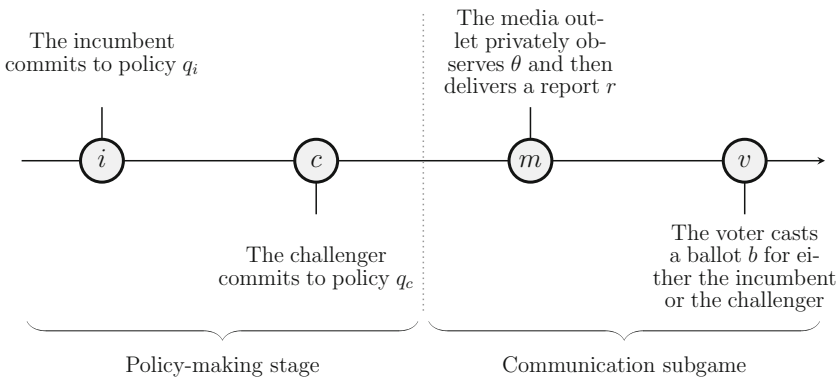 The incumbent
commits to policy q_i
i
The challenger
commits to policy q_c
c
The media out-
let privately ob-
serves θ and then
delivers a report r
m
The voter casts
a ballot b for ei-
ther the incumbent
or the challenger
v
Policy-making stage
Communication subgame